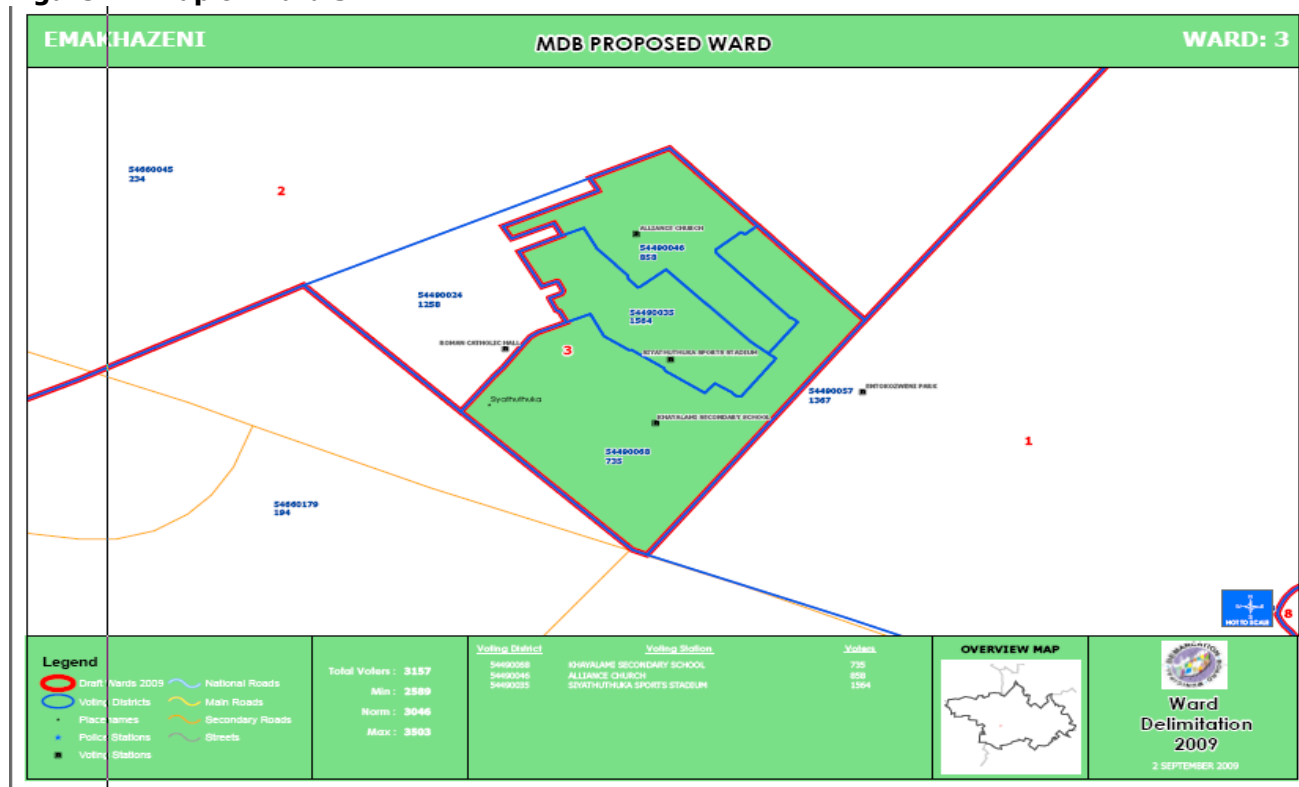 EMAKHAZENI
MDB PROPOSED WARD
WARD: 3
54660045
234
2
ALLIANCE CHURCH
54490046
858
54490024
1258
54490035
1564
ROMAN CATHOLIC HALL
3
SIYATHUTHUKA SPORTS STADIUM
54490057
1367
EMTOKOZWENI PARK
Syathuthuka
KHAYALAMI SECONDARY SCHOOL
1
54490068
735
54660179
194
NOT TO SCALE
8
Legend
Draft Wards 2009
National Roads
Voting Districts
Main Roads
Placenames
Secondary Roads
Police Stations
Streets
Voting Stations
Total Voters : 3157
Min : 2589
Norm : 3046
Max : 3503
Voting District Voting Station Voters
54490068 KHAYALAMI SECONDARY SCHOOL 735
54490046 ALLIANCE CHURCH 858
54490035 SIYATHUTHUKA SPORTS STADIUM 1564
OVERVIEW MAP
Ward
Delimitation
2009
2 SEPTEMBER 2009